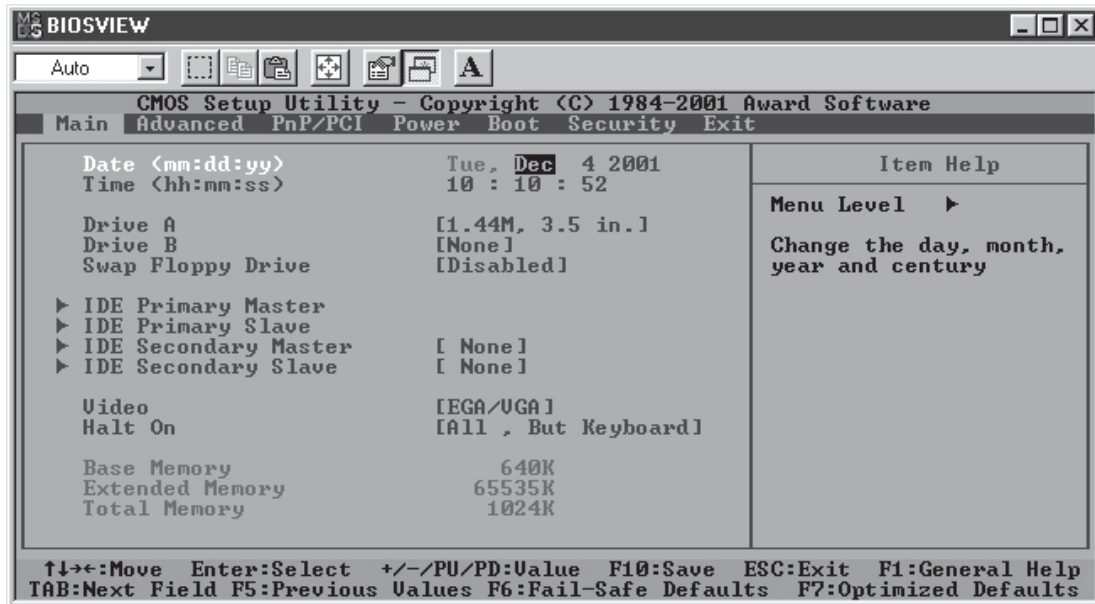 BIOSVIEW
Auto
A
CMOS Setup Utility - Copyright (C) 1984-2001 Award Software
Main Advanced PnP/PCI Power Boot Security Exit
Date (mm:dd:yy) Tue, Dec 4 2001
Time (hh:mm:ss) 10 : 10 : 52
Drive A [1.44M, 3.5 in.]
Drive B [None]
Swap Floppy Drive [Disabled]
▶ IDE Primary Master
▶ IDE Primary Slave
▶ IDE Secondary Master [ None]
▶ IDE Secondary Slave [ None]
Video [EGA/VGA]
Halt On [All , But Keyboard]
Base Memory 640K
Extended Memory 65535K
Total Memory 1024K
Item Help
Menu Level ▶
Change the day, month,
year and century
↑↓→←:Move Enter:Select +/-/PU/PD:Value F10:Save ESC:Exit F1:General Help
TAB:Next Field F5:Previous Values F6:Fail-Safe Defaults F7:Optimized Defaults